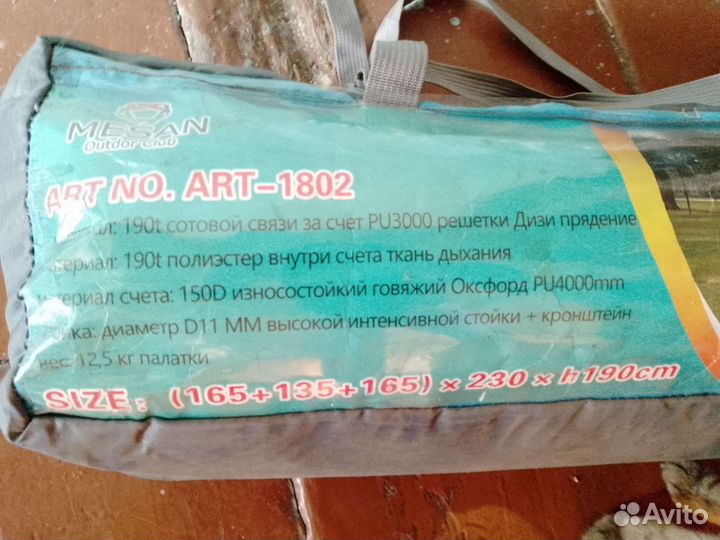 MESAN
Outdor Club
ART NO. ART-1802
190t сотовой связи за счет PU3000 решетки Дизи прядение
материал: 190t полиэстер внутри счета ткань дыхания
материал счета: 150D износостойкий говяжий Оксфорд PU4000mm
диаметр D11 MM высокой интенсивной стойки + кронштейн
вес: 12,5 кг палатки
SIZE: (165+135+165) x 230 x h190cm
Avito